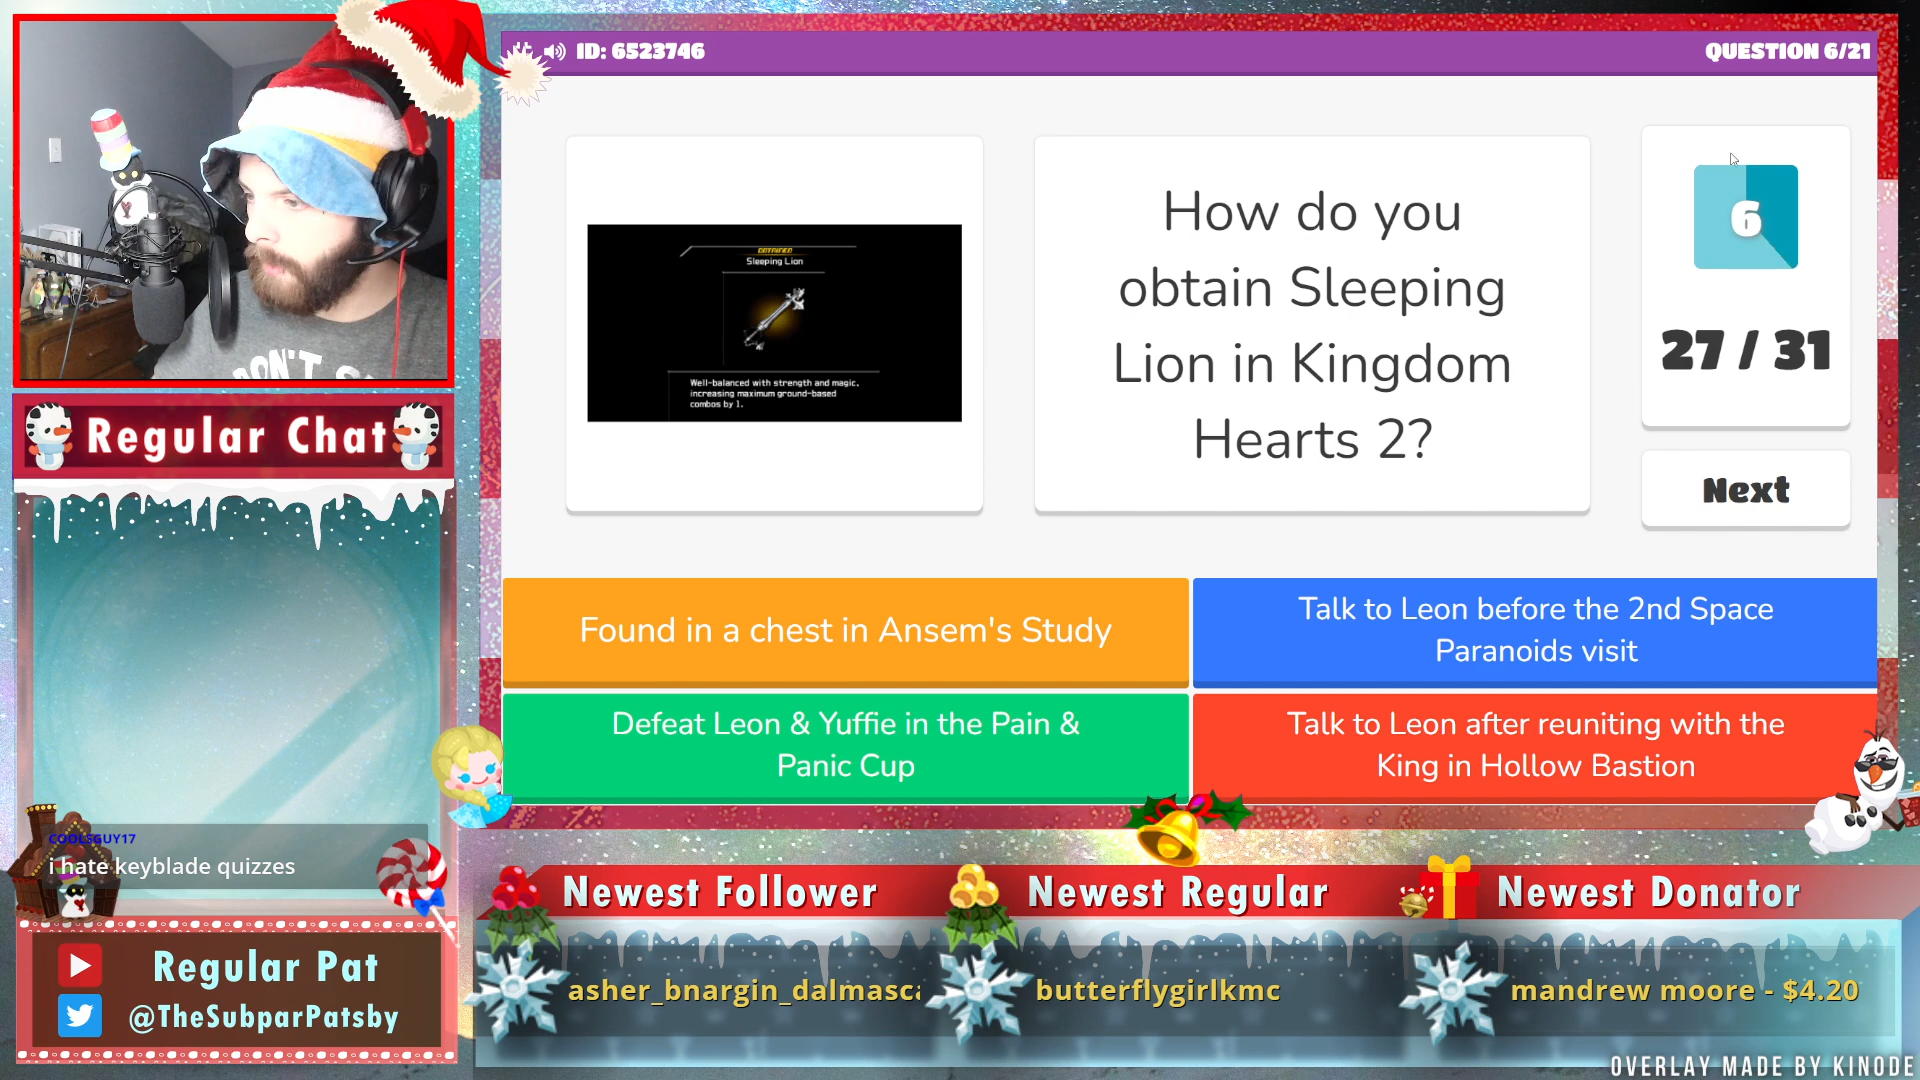 ID: 6523746
QUESTION 6/21
OBTAINED
Sleeping Lion
Well-balanced with strength and magic,
increasing maximum ground-based
combos by 1.
How do you
obtain Sleeping
Lion in Kingdom
Hearts 2?
6
27 / 31
Next
Found in a chest in Ansem's Study
Talk to Leon before the 2nd Space
Paranoids visit
Defeat Leon & Yuffie in the Pain &
Panic Cup
Talk to Leon after reuniting with the
King in Hollow Bastion
Regular Chat
COOLSGUY17
i hate keyblade quizzes
Regular Pat
@TheSubparPatsby
Newest Follower
asher_bnargin_dalmasca
Newest Regular
butterflygirlkmc
Newest Donator
mandrew moore - $4.20
OVERLAY MADE BY KINODE